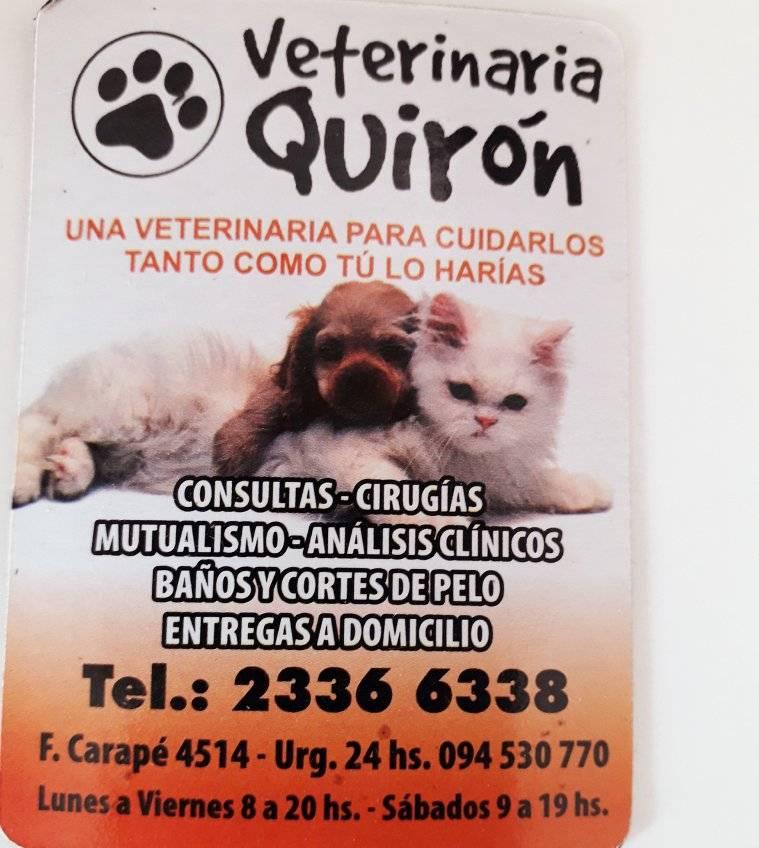 Veterinaria
Quirón
UNA VETERINARIA PARA CUIDARLOS
TANTO COMO TÚ LO HARÍAS
CONSULTAS - CIRUGÍAS
MUTUALISMO - ANÁLISIS CLÍNICOS
BAÑOS Y CORTES DE PELO
ENTREGAS A DOMICILIO
Tel.: 2336 6338
F. Carapé 4514 - Urg. 24 hs. 094 530 770
Lunes a Viernes 8 a 20 hs. - Sábados 9 a 19 hs.